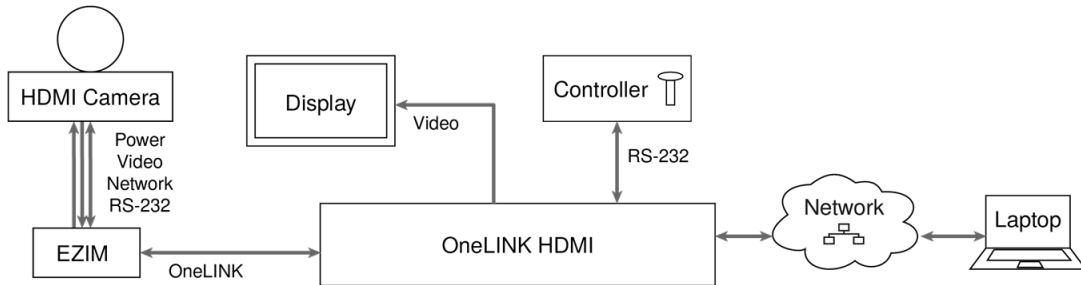 HDMI Camera
Power
Video
Network
RS-232
EZIM
OneLINK
Display
Video
Controller
RS-232
OneLINK HDMI
Network
Laptop